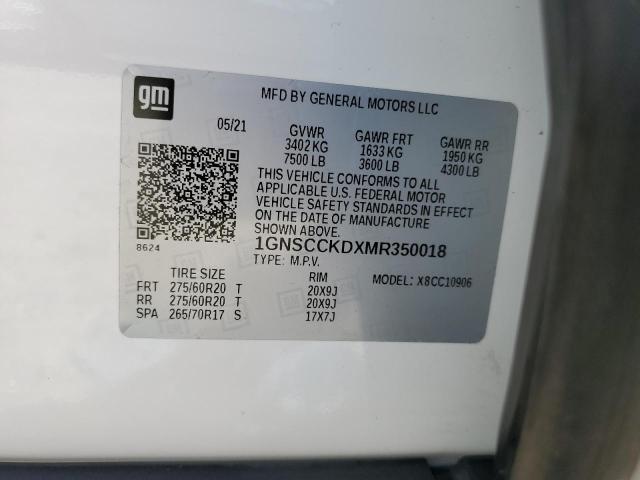 gm
MFD BY GENERAL MOTORS LLC
05/21 GVWR GAWR FRT GAWR RR
3402 KG 1633 KG 1950 KG
7500 LB 3600 LB 4300 LB
THIS VEHICLE CONFORMS TO ALL
APPLICABLE U.S. FEDERAL MOTOR
VEHICLE SAFETY STANDARDS IN EFFECT
ON THE DATE OF MANUFACTURE
SHOWN ABOVE.
8624 1GNSCCKDXMR350018
TYPE: M.P.V. MODEL: X8CC10906
TIRE SIZE RIM
FRT 275/60R20 T 20X9J
RR 275/60R20 T 20X9J
SPA 265/70R17 S 17X7J